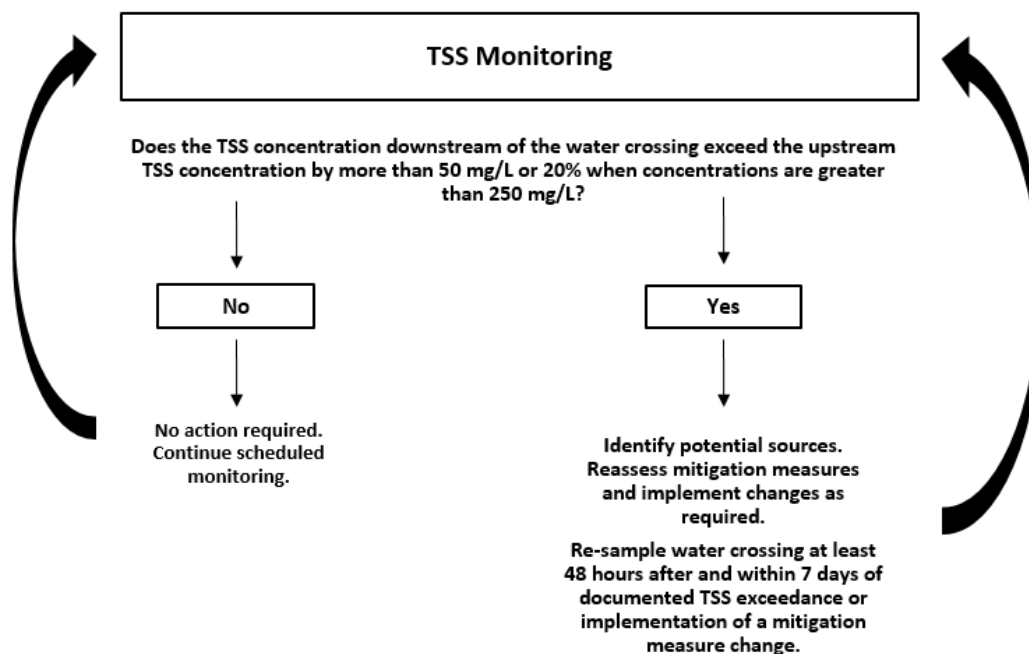 TSS Monitoring
Does the TSS concentration downstream of the water crossing exceed the upstream
TSS concentration by more than 50 mg/L or 20% when concentrations are greater
than 250 mg/L?
No
Yes
No action required.
Continue scheduled
monitoring.
Identify potential sources.
Reassess mitigation measures
and implement changes as
required.
Re-sample water crossing at least
48 hours after and within 7 days of
documented TSS exceedance or
implementation of a mitigation
measure change.